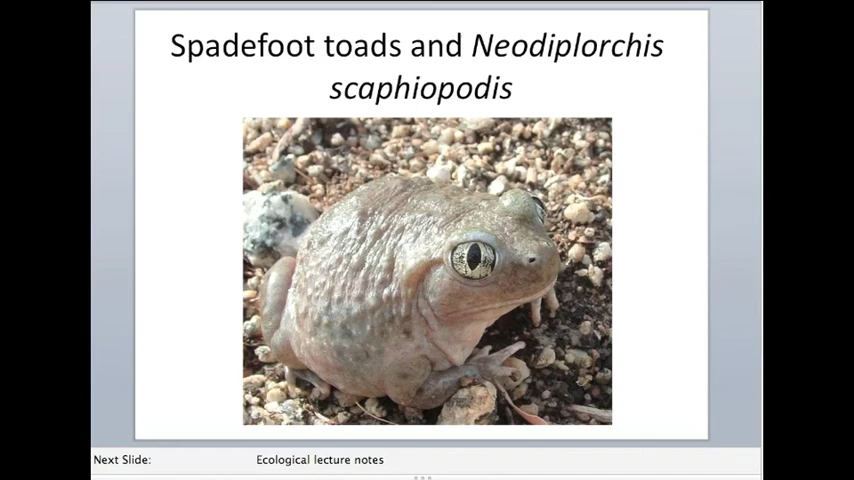 Spadefoot toads and Neodiplorchis
scaphiopodis
Next Slide:
Ecological lecture notes